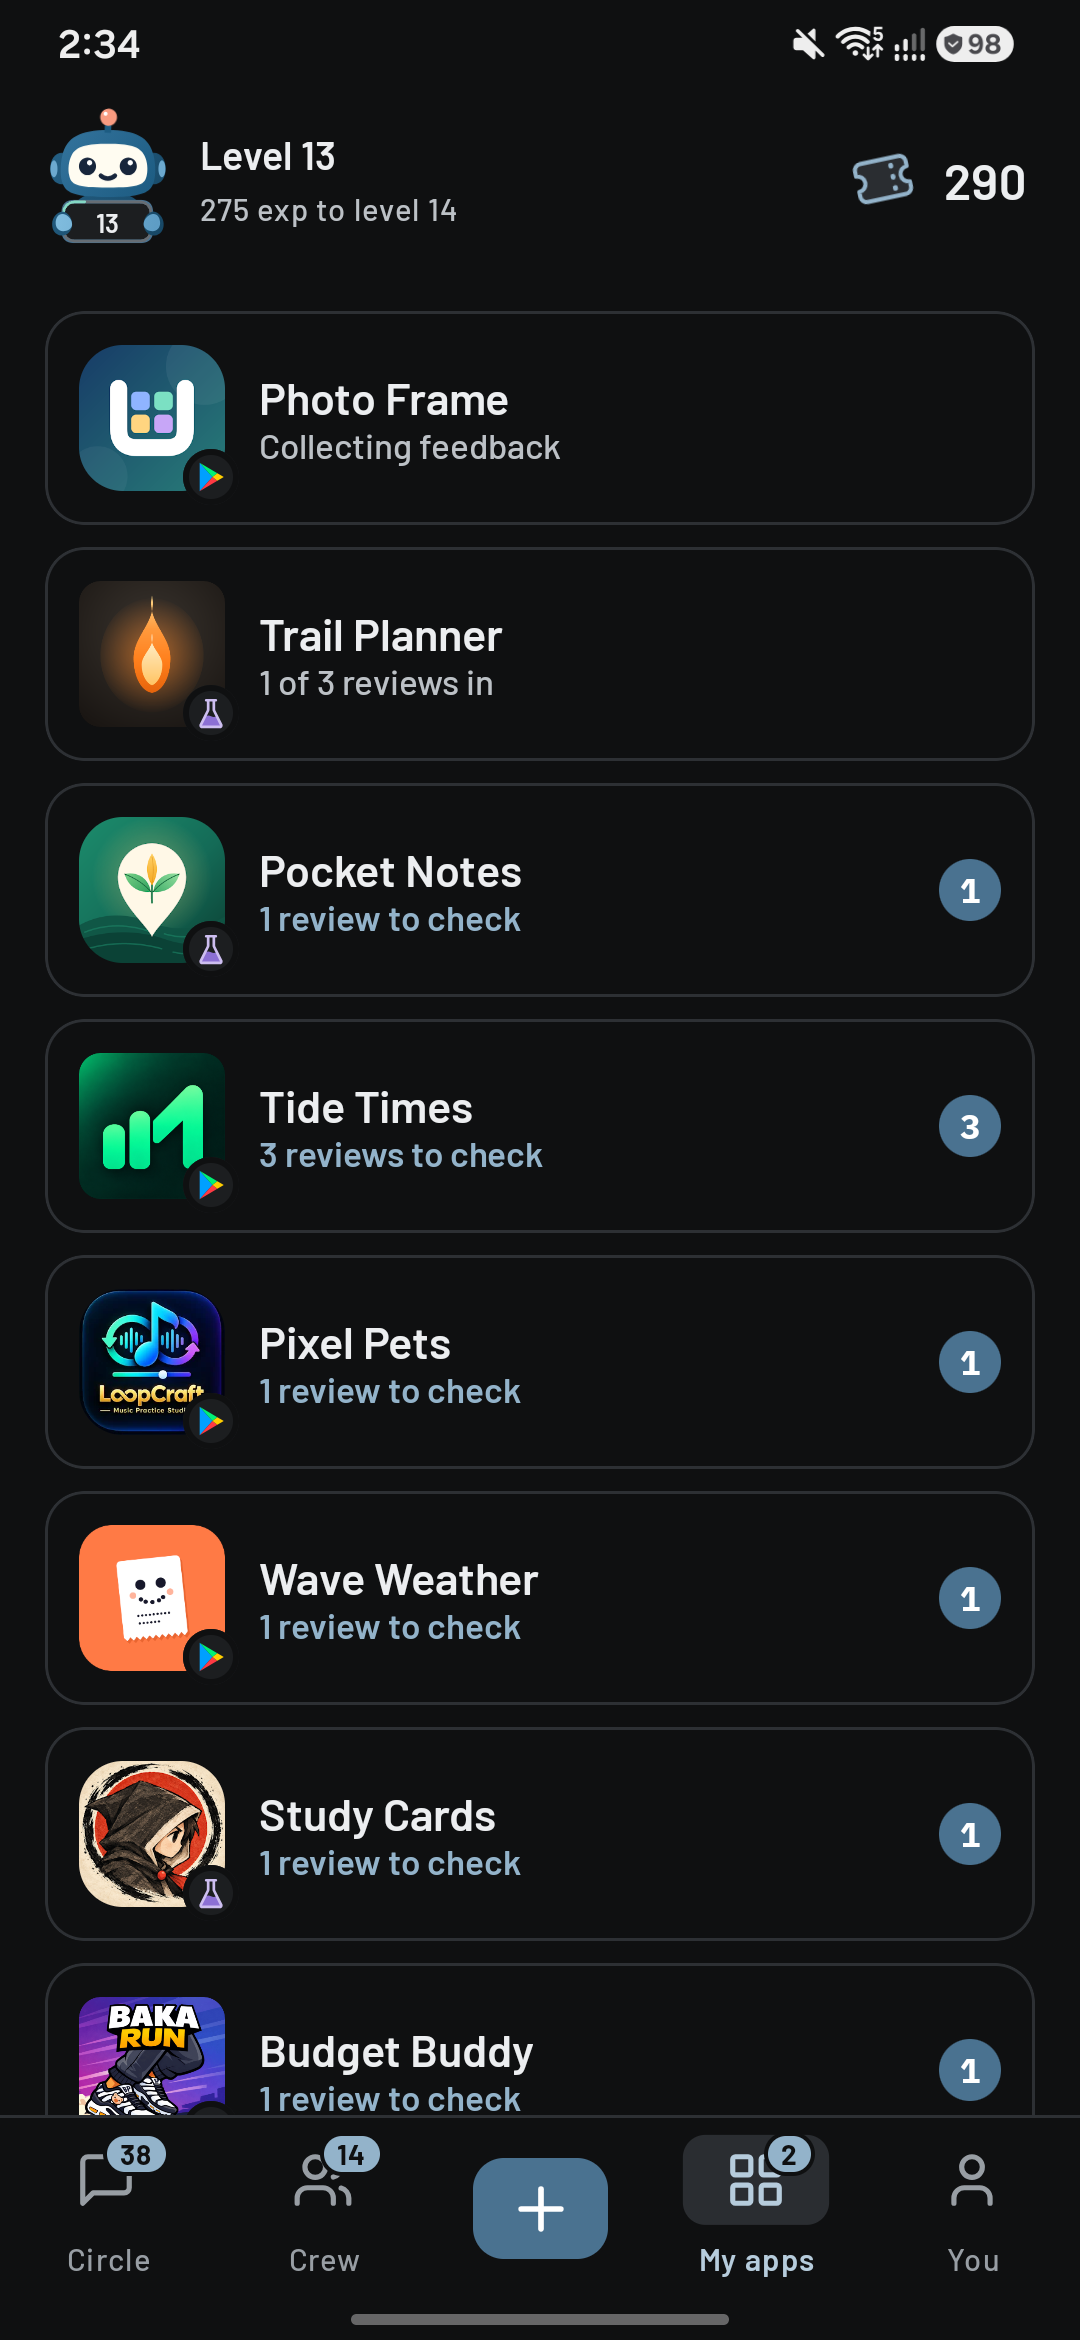 2:34
5
98
13
Level 13
275 exp to level 14
290
Photo Frame
Collecting feedback
Trail Planner
1 of 3 reviews in
Pocket Notes
1 review to check
1
Tide Times
3 reviews to check
3
LoopCraft
Music Practice
Pixel Pets
1 review to check
1
Wave Weather
1 review to check
1
Study Cards
1 review to check
1
BAKA
RUN
Budget Buddy
1 review to check
1
38
14
2
Circle
Crew
My apps
You